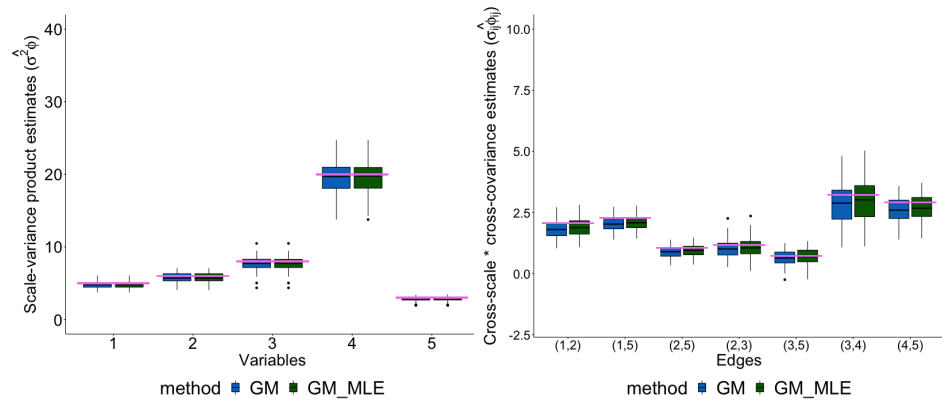 Scale-variance product estimates (σ̂²ϕ)
40
30
20
10
0
1 2 3 4 5
Variables
method GM GM_MLE
Cross-scale * cross-covariance estimates (σ̂ᵢⱼϕᵢⱼ)
10.0
7.5
5.0
2.5
0.0
-2.5
(1,2) (1,5) (2,5) (2,3) (3,5) (3,4) (4,5)
Edges
method GM GM_MLE